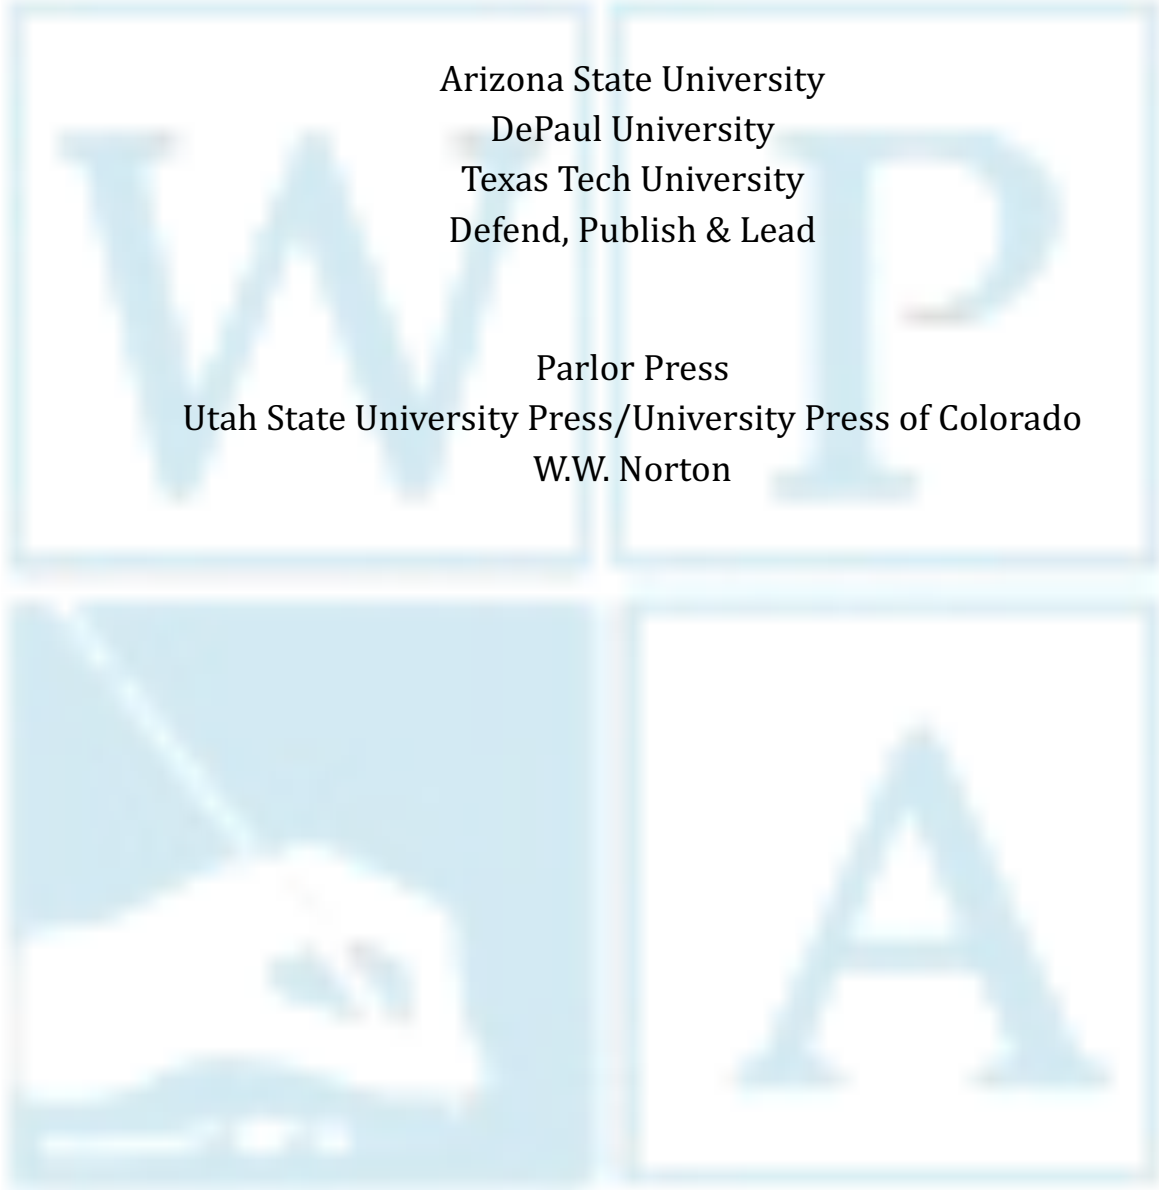 Arizona State University
DePaul University
Texas Tech University
Defend, Publish & Lead
Parlor Press
Utah State University Press/University Press of Colorado
W.W. Norton
W P
A